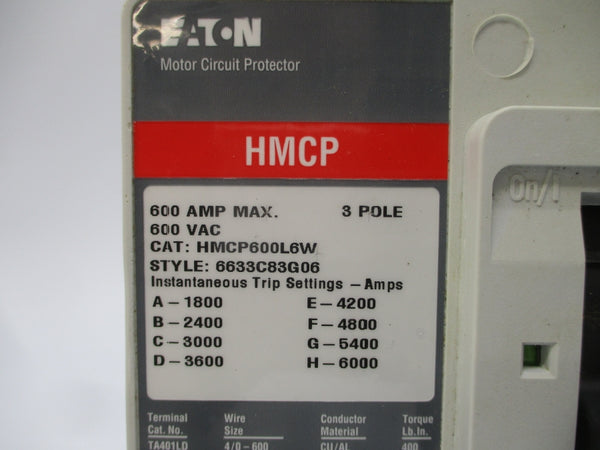 EATON
Motor Circuit Protector
HMCP
On/I
600 AMP MAX. 3 POLE
600 VAC
CAT: HMCP600L6W
STYLE: 6633C83G06
Instantaneous Trip Settings – Amps
A – 1800 E – 4200
B – 2400 F – 4800
C – 3000 G – 5400
D – 3600 H – 6000
Terminal Wire Conductor Torque
Cat. No. Size Material Lb.In.
TA401LD 4/0-600 CU/AL 400